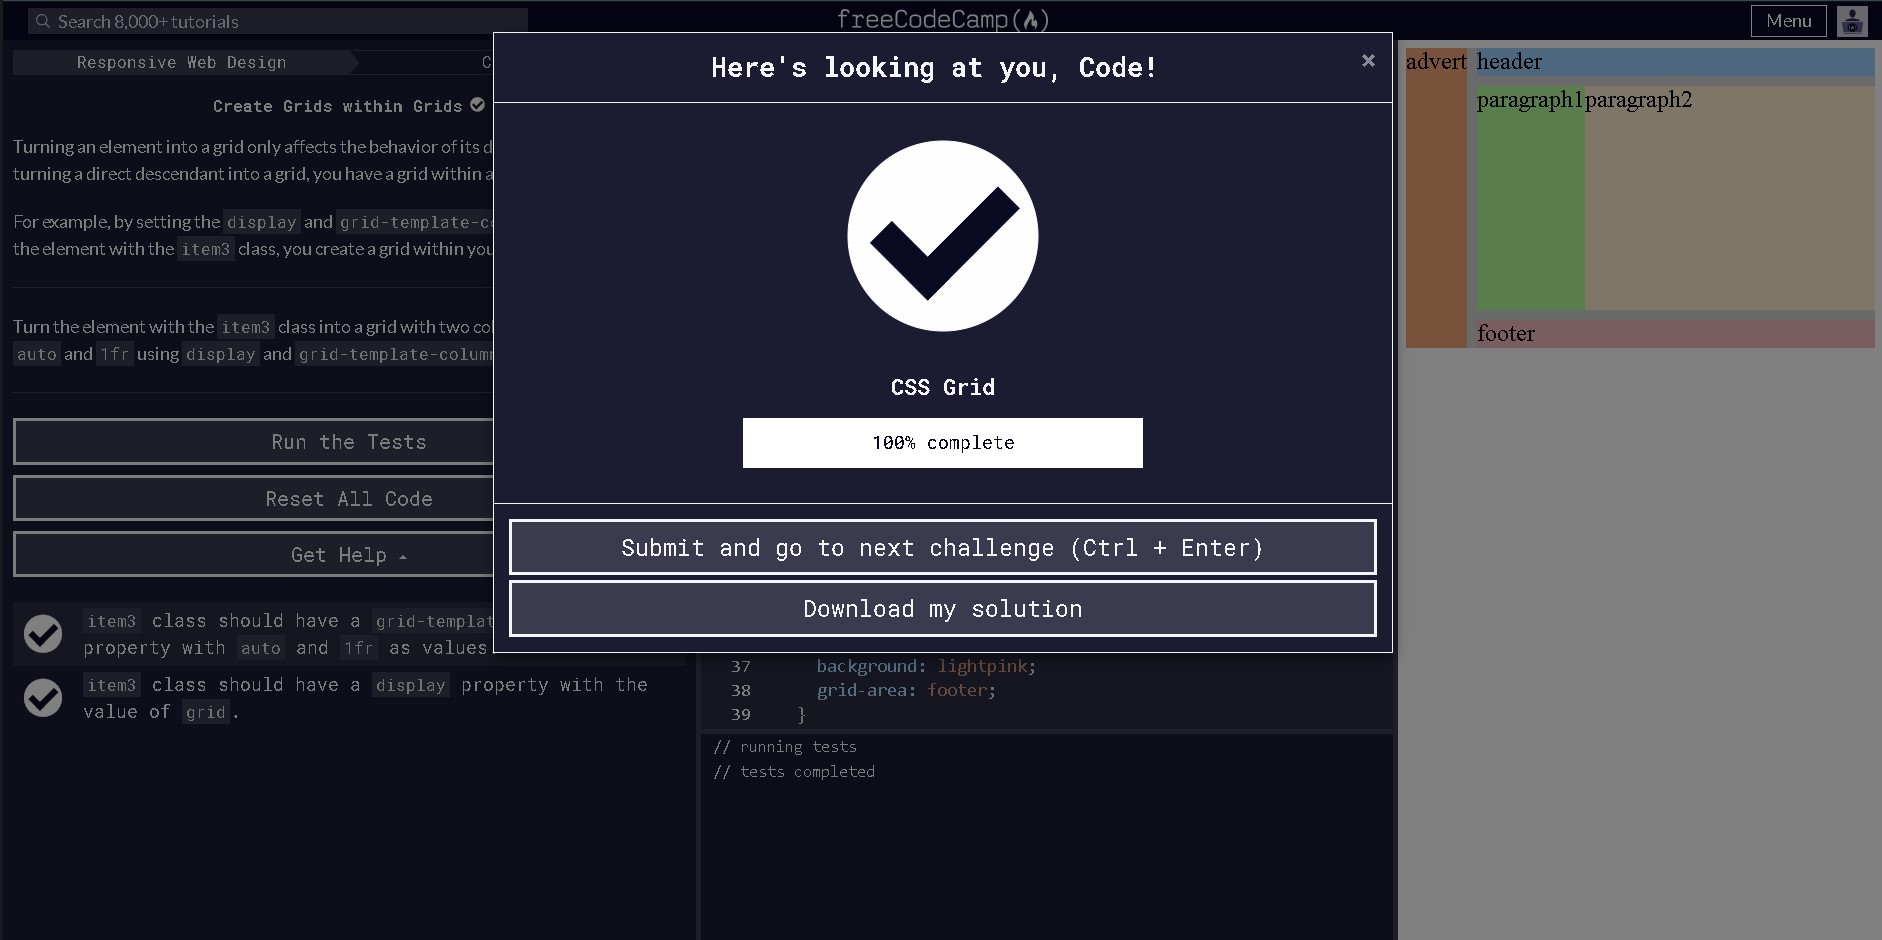 Search 8,000+ tutorials
freeCodeCamp(🔥)
Menu
Responsive Web Design
C
Create Grids within Grids
Turning an element into a grid only affects the behavior of its d
turning a direct descendant into a grid, you have a grid within a
For example, by setting the display and grid-template-co
the element with the item3 class, you create a grid within you
Turn the element with the item3 class into a grid with two col
auto and 1fr using display and grid-template-colum
Run the Tests
Reset All Code
Get Help
item3 class should have a grid-templat
property with auto and 1fr as values
item3 class should have a display property with the
value of grid.
Here's looking at you, Code!
×
CSS Grid
100% complete
Submit and go to next challenge (Ctrl + Enter)
Download my solution
37 background: lightpink;
38 grid-area: footer;
39 }
// running tests
// tests completed
advert
header
paragraph1
paragraph2
footer